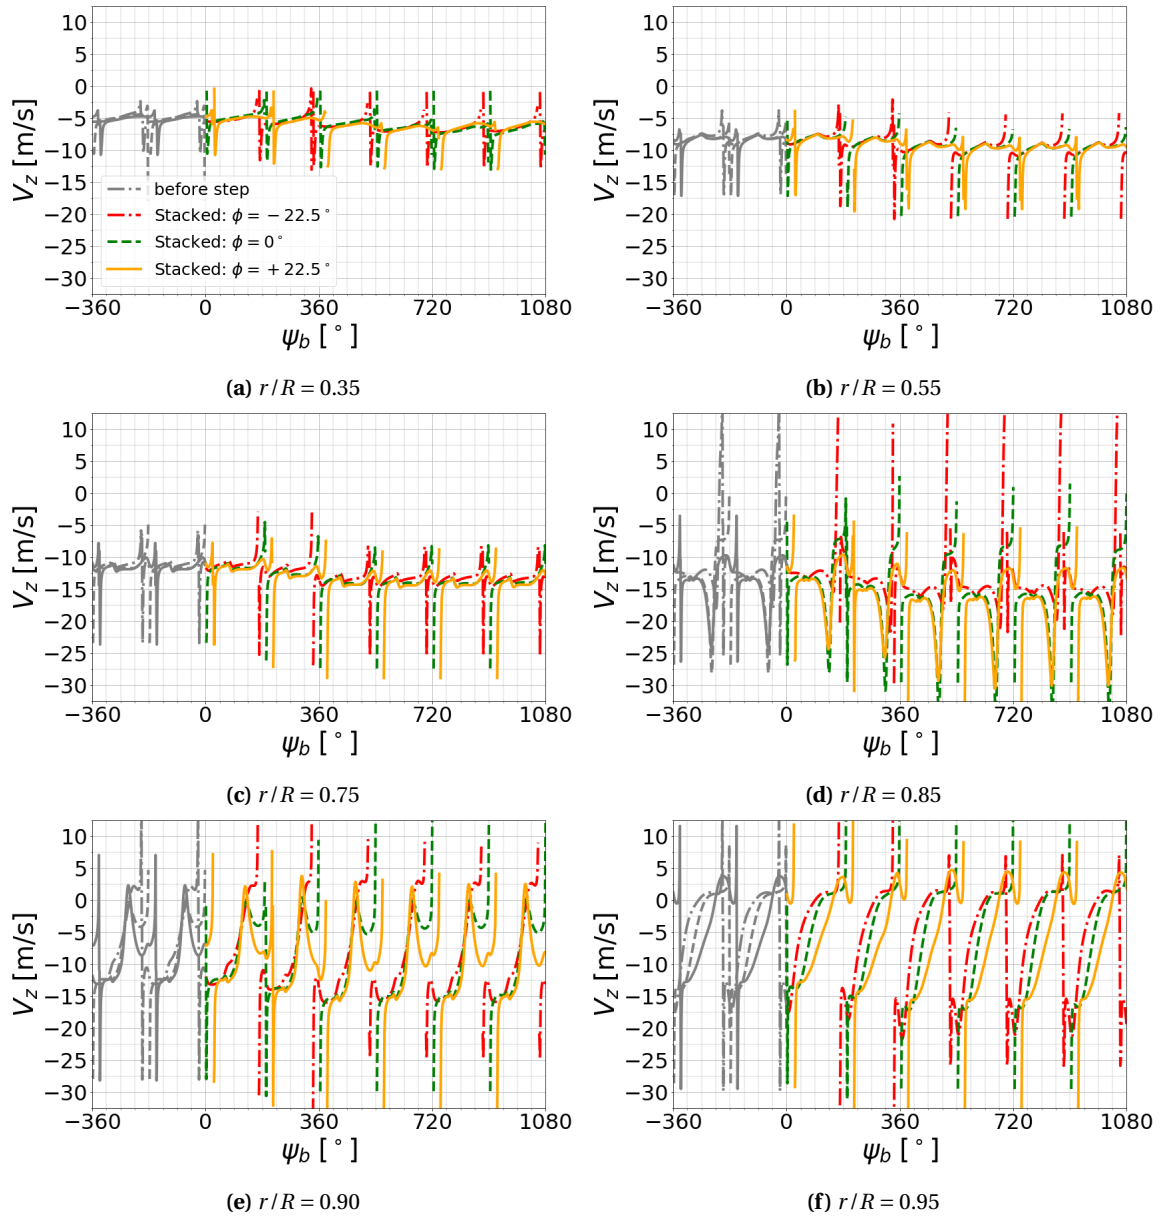 10
5
0
−5
−10
−15
−20
−25
−30
V_z [m/s]
before step
Stacked: ϕ = −22.5°
Stacked: ϕ = 0°
Stacked: ϕ = +22.5°
−360 0 360 720 1080
ψ_b [°]
(a) r/R = 0.35
10
5
0
−5
−10
−15
−20
−25
−30
V_z [m/s]
−360 0 360 720 1080
ψ_b [°]
(b) r/R = 0.55
10
5
0
−5
−10
−15
−20
−25
−30
V_z [m/s]
−360 0 360 720 1080
ψ_b [°]
(c) r/R = 0.75
10
5
0
−5
−10
−15
−20
−25
−30
V_z [m/s]
−360 0 360 720 1080
ψ_b [°]
(d) r/R = 0.85
10
5
0
−5
−10
−15
−20
−25
−30
V_z [m/s]
−360 0 360 720 1080
ψ_b [°]
(e) r/R = 0.90
10
5
0
−5
−10
−15
−20
−25
−30
V_z [m/s]
−360 0 360 720 1080
ψ_b [°]
(f) r/R = 0.95